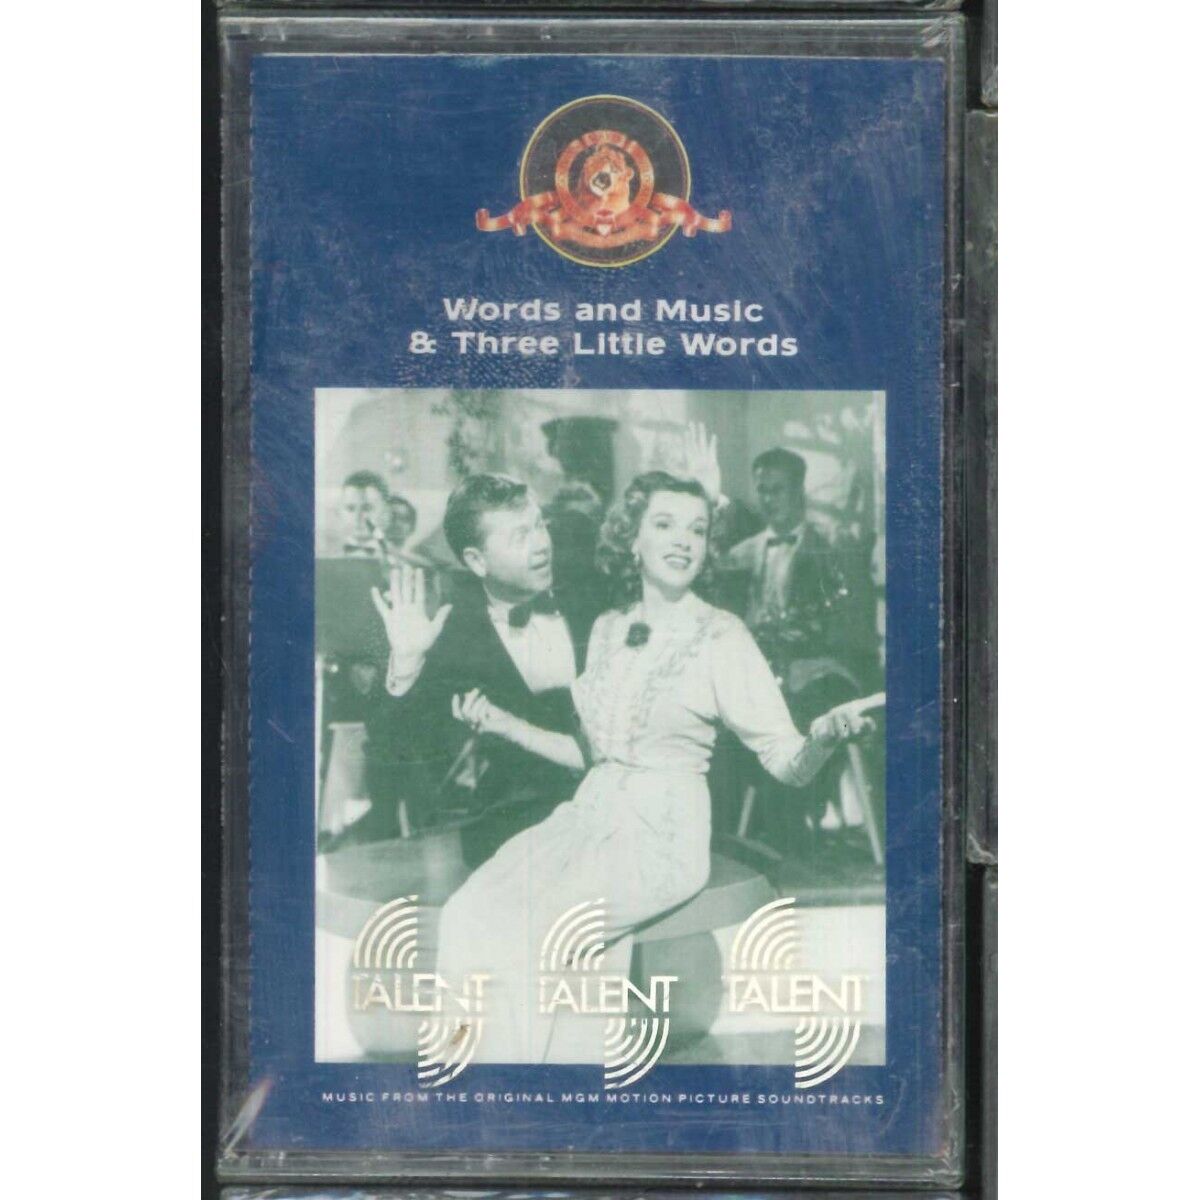 Words and Music
& Three Little Words
TALENT TALENT TALENT
MUSIC FROM THE ORIGINAL MGM MOTION PICTURE SOUNDTRACKS